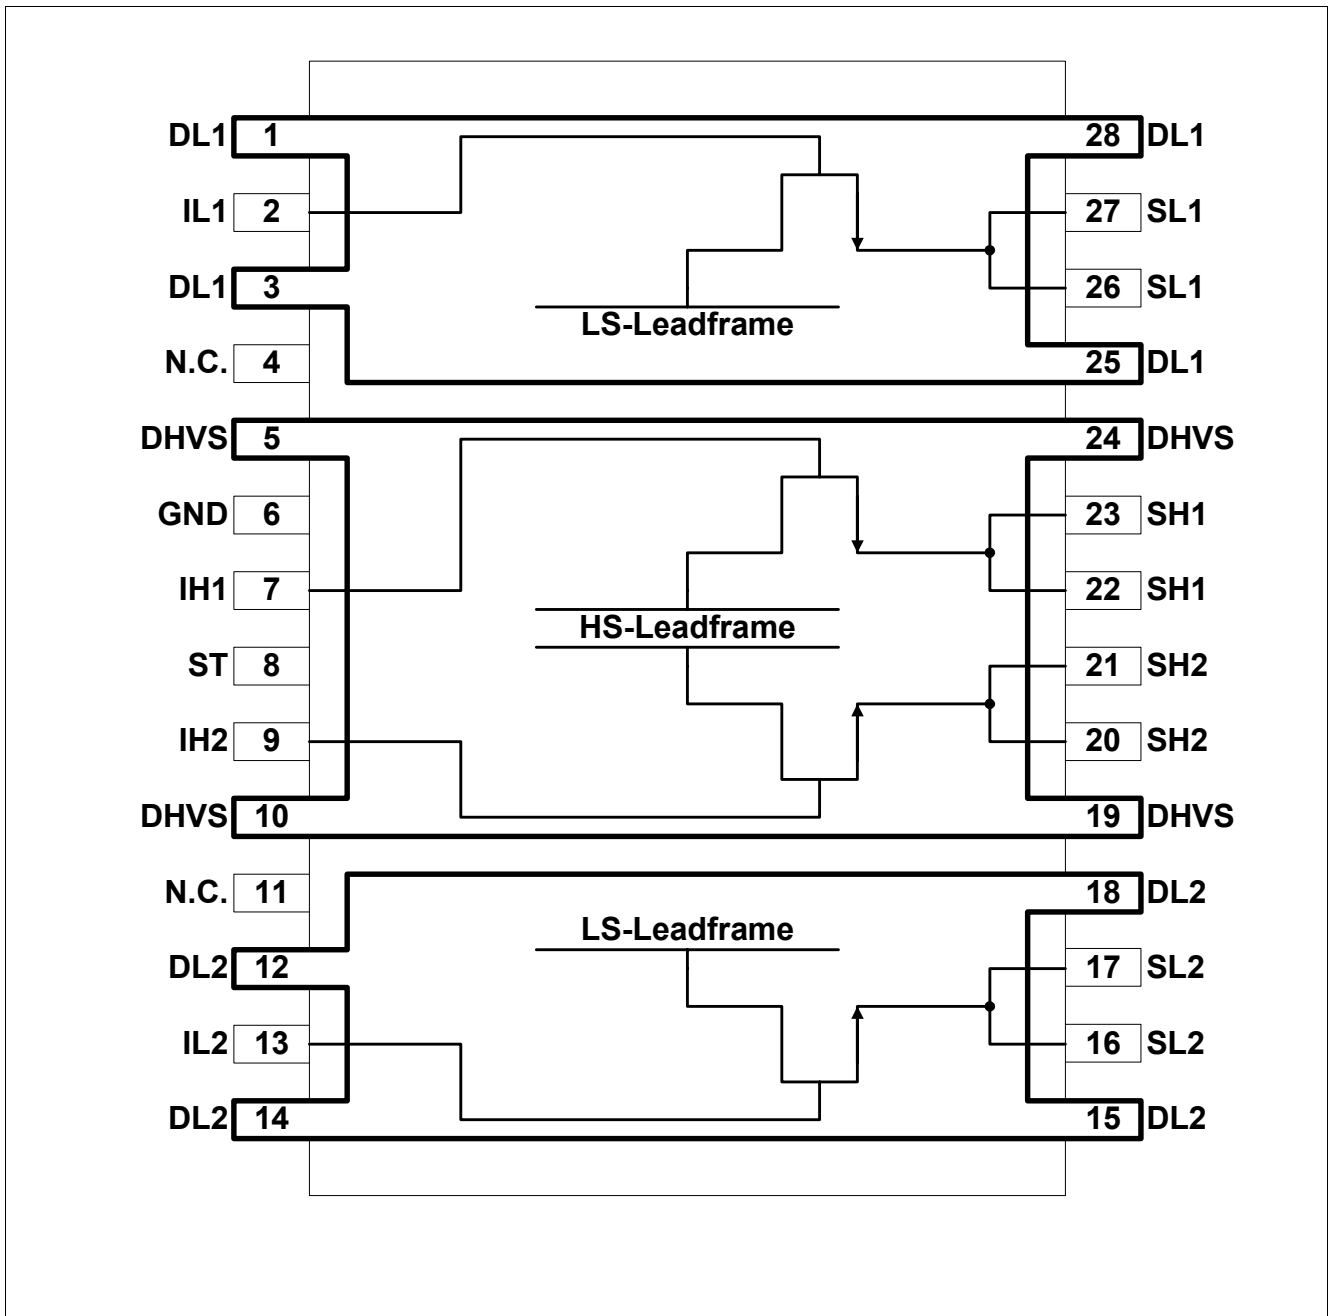 DL1 1 28 DL1
IL1 2 27 SL1
DL1 3 26 SL1
LS-Leadframe
N.C. 4 25 DL1
DHVS 5 24 DHVS
GND 6 23 SH1
IH1 7 22 SH1
HS-Leadframe
ST 8 21 SH2
IH2 9 20 SH2
DHVS 10 19 DHVS
N.C. 11 18 DL2
LS-Leadframe
DL2 12 17 SL2
IL2 13 16 SL2
DL2 14 15 DL2